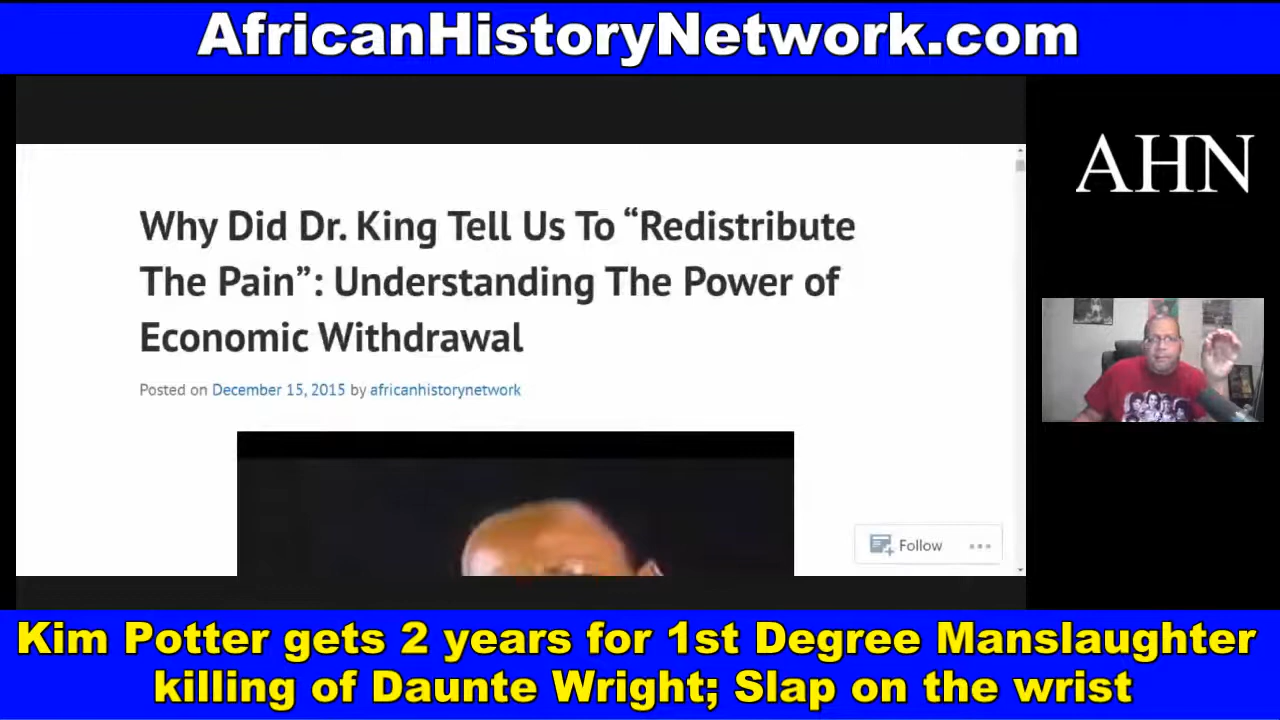 AfricanHistoryNetwork.com
AHN
Why Did Dr. King Tell Us To “Redistribute
The Pain”: Understanding The Power of
Economic Withdrawal
Posted on December 15, 2015 by africanhistorynetwork
Follow
Kim Potter gets 2 years for 1st Degree Manslaughter
killing of Daunte Wright; Slap on the wrist